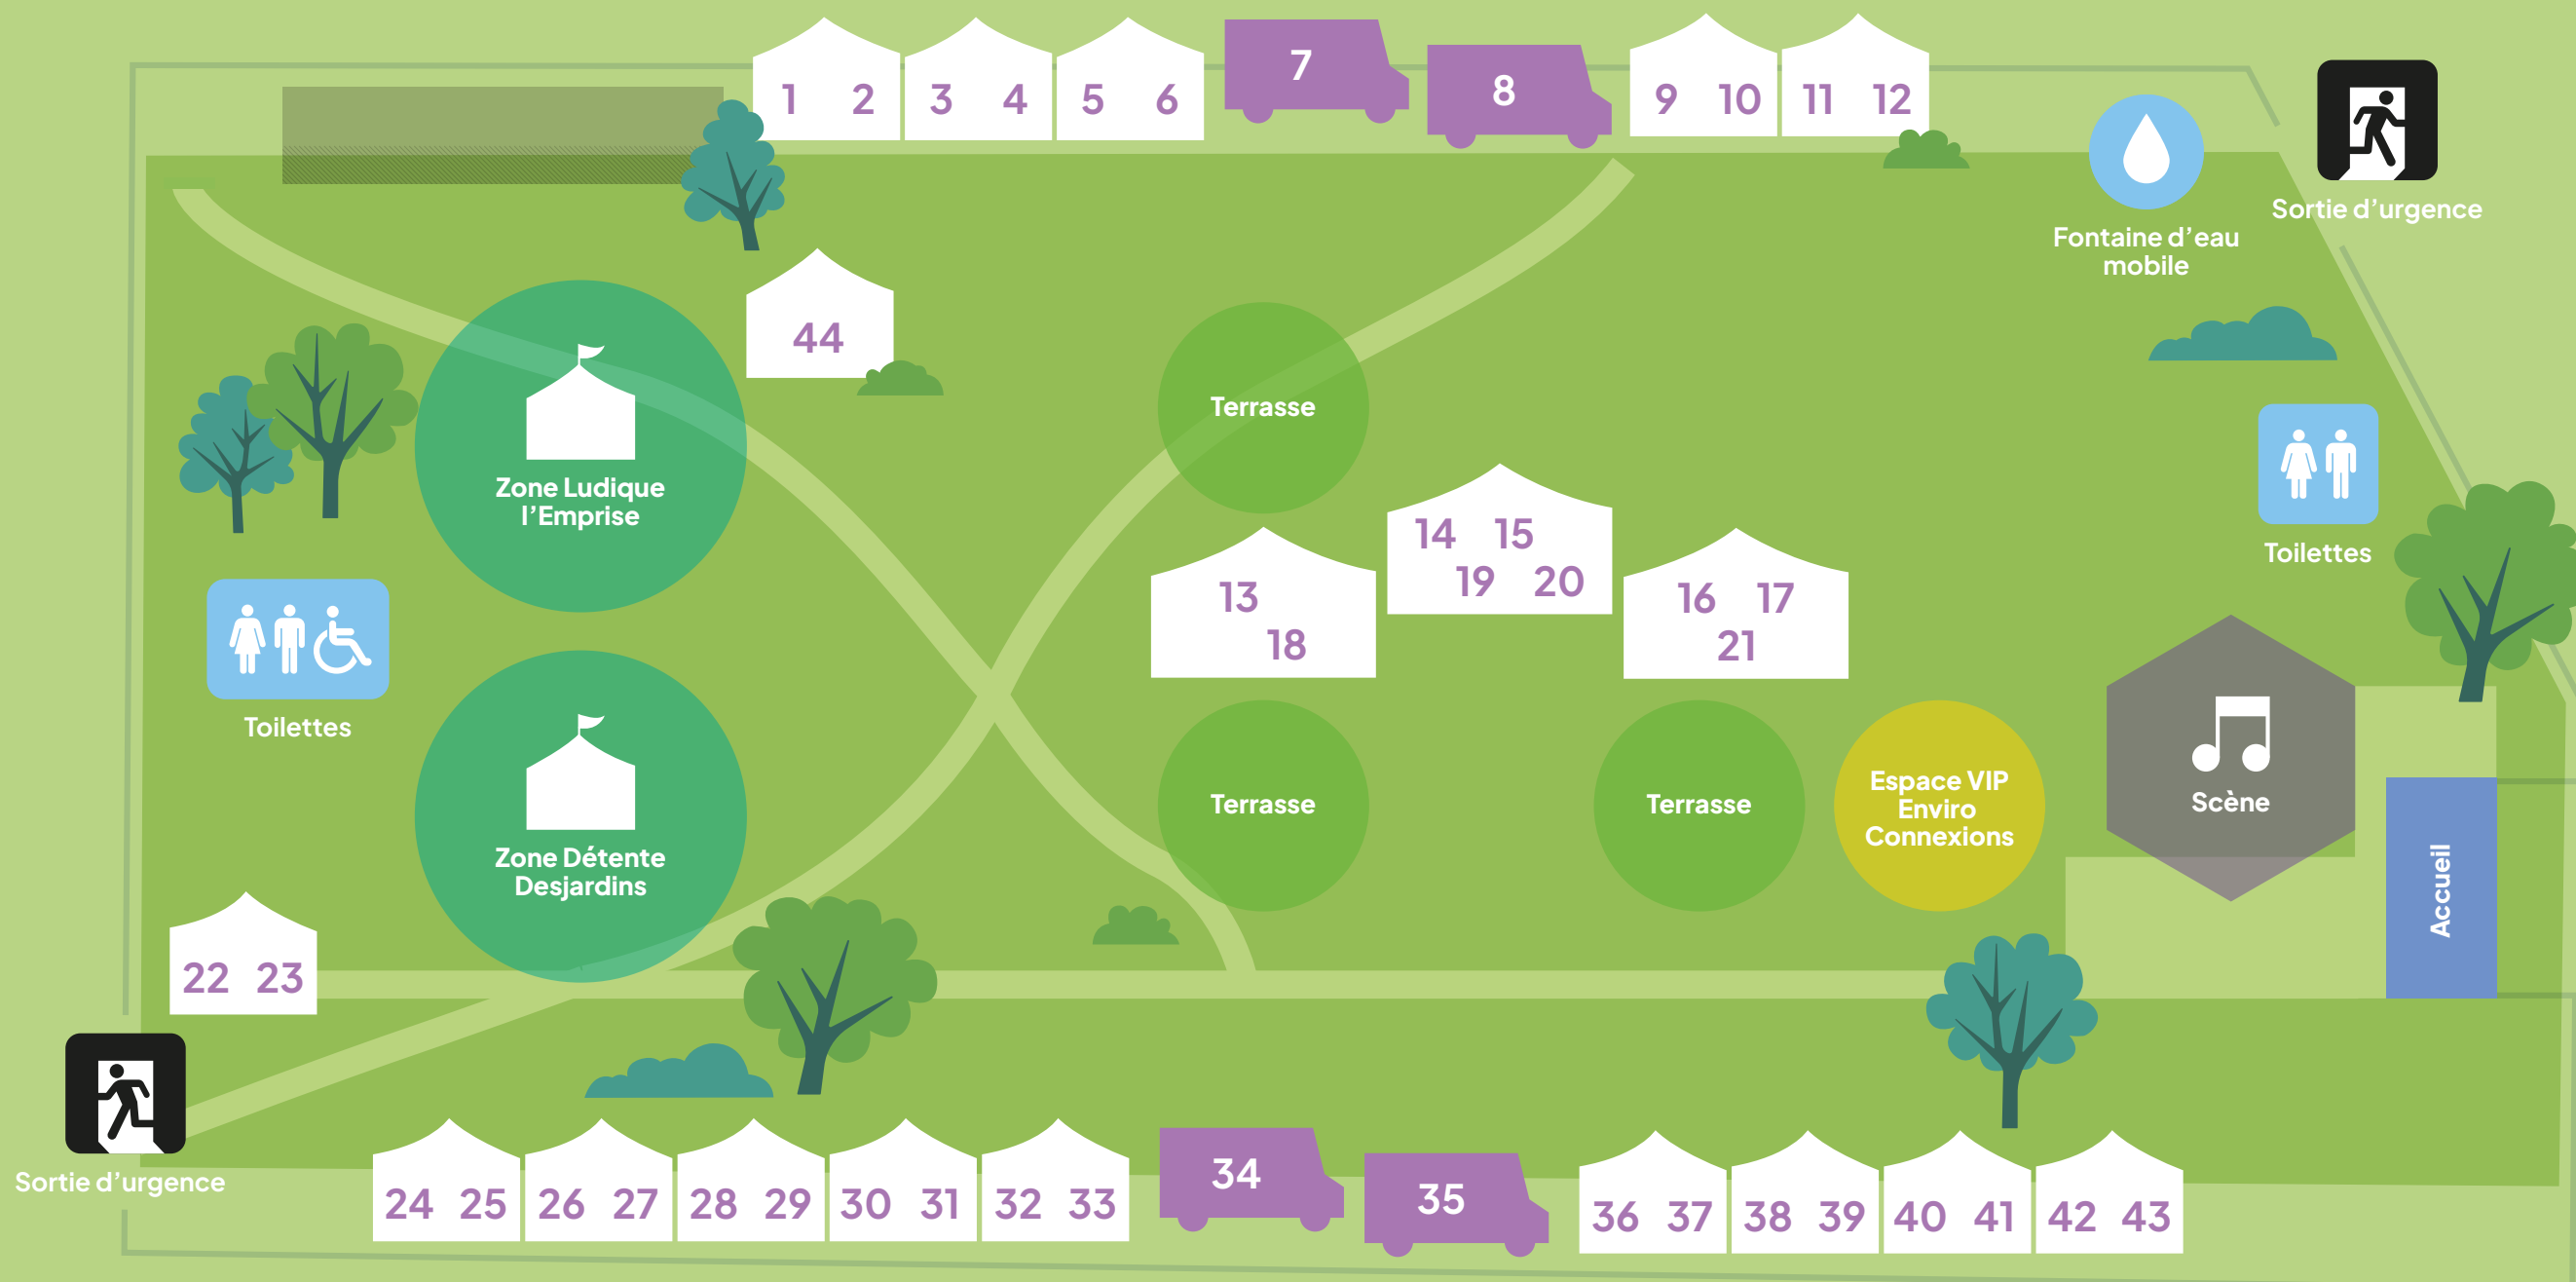 1 2 3 4 5 6 7 8 9 10 11 12
Sortie d’urgence
Fontaine d’eau
mobile
44
Terrasse
Zone Ludique
l’Emprise
14 15
19 20
13
18
16 17
21
Toilettes
Toilettes
Zone Détente
Desjardins
Terrasse
Terrasse
Espace VIP
Enviro
Connexions
Scène
Accueil
22 23
Sortie d’urgence
24 25 26 27 28 29 30 31 32 33 34 35 36 37 38 39 40 41 42 43